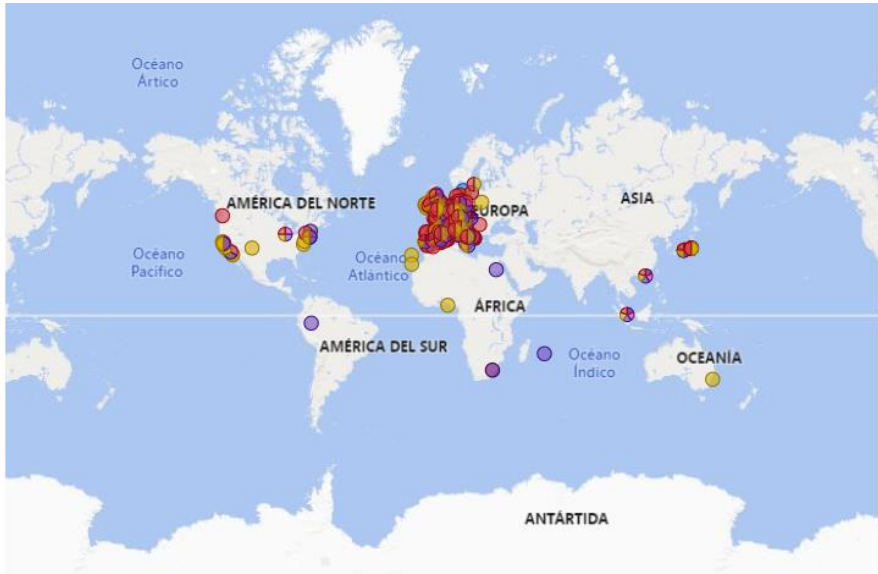 Océano
Ártico
AMÉRICA DEL NORTE
EUROPA
ASIA
Océano
Pacífico
Océano
Atlántico
ÁFRICA
AMÉRICA DEL SUR
Océano
Índico
OCEANÍA
ANTÁRTIDA